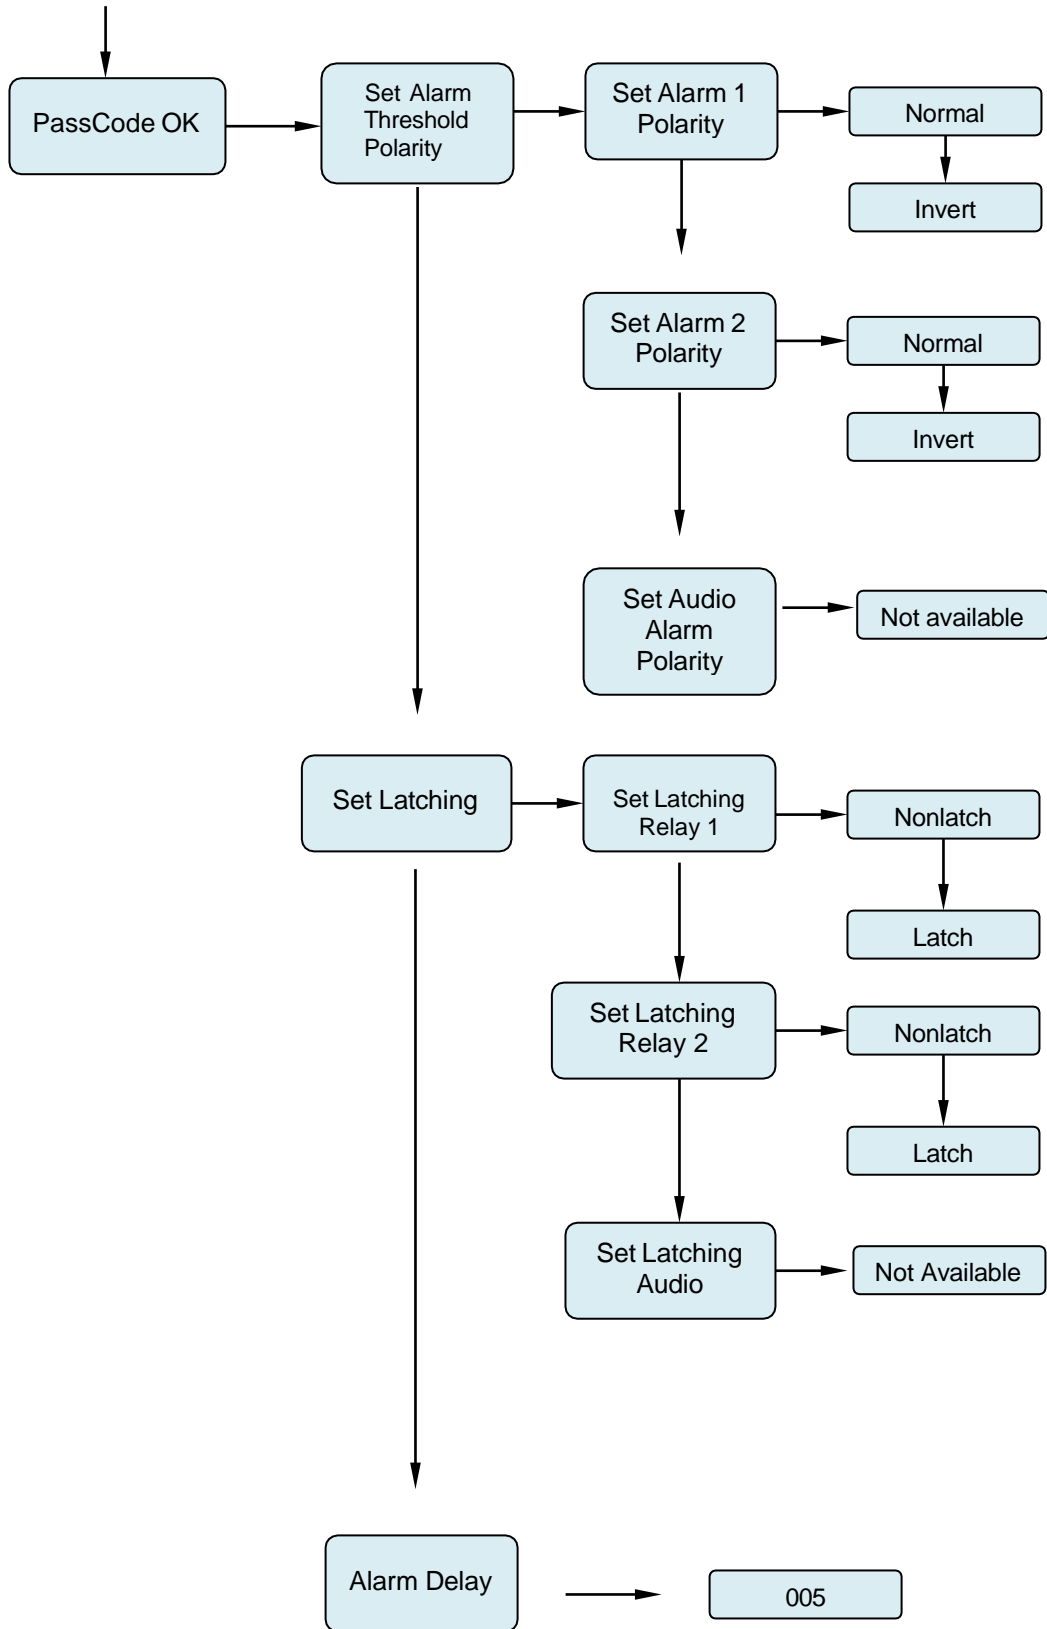 PassCode OK
Set Alarm
Threshold
Polarity
Set Alarm 1
Polarity
Normal
Invert
Set Alarm 2
Polarity
Normal
Invert
Set Audio
Alarm
Polarity
Not available
Set Latching
Set Latching
Relay 1
Nonlatch
Latch
Set Latching
Relay 2
Nonlatch
Latch
Set Latching
Audio
Not Available
Alarm Delay
005